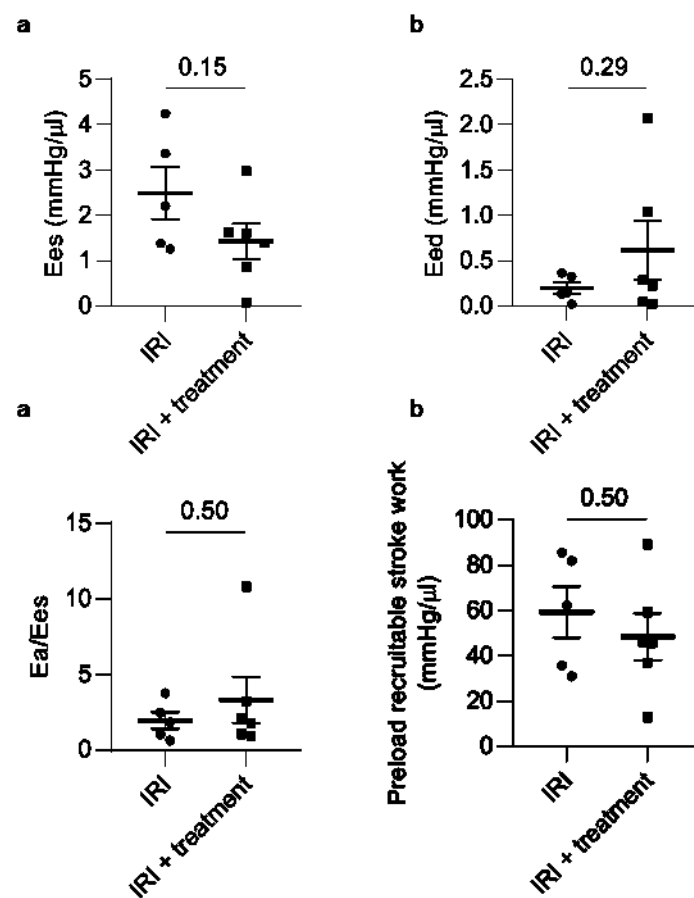 a
0.15
Ees (mmHg/µl)
5
4
3
2
1
0
IRI
IRI + treatment
b
0.29
Eed (mmHg/µl)
2.5
2.0
1.5
1.0
0.5
0.0
IRI
IRI + treatment
a
0.50
Ea/Ees
15
10
5
0
IRI
IRI + treatment
b
0.50
Preload recruitable stroke work
(mmHg/µl)
100
80
60
40
20
0
IRI
IRI + treatment